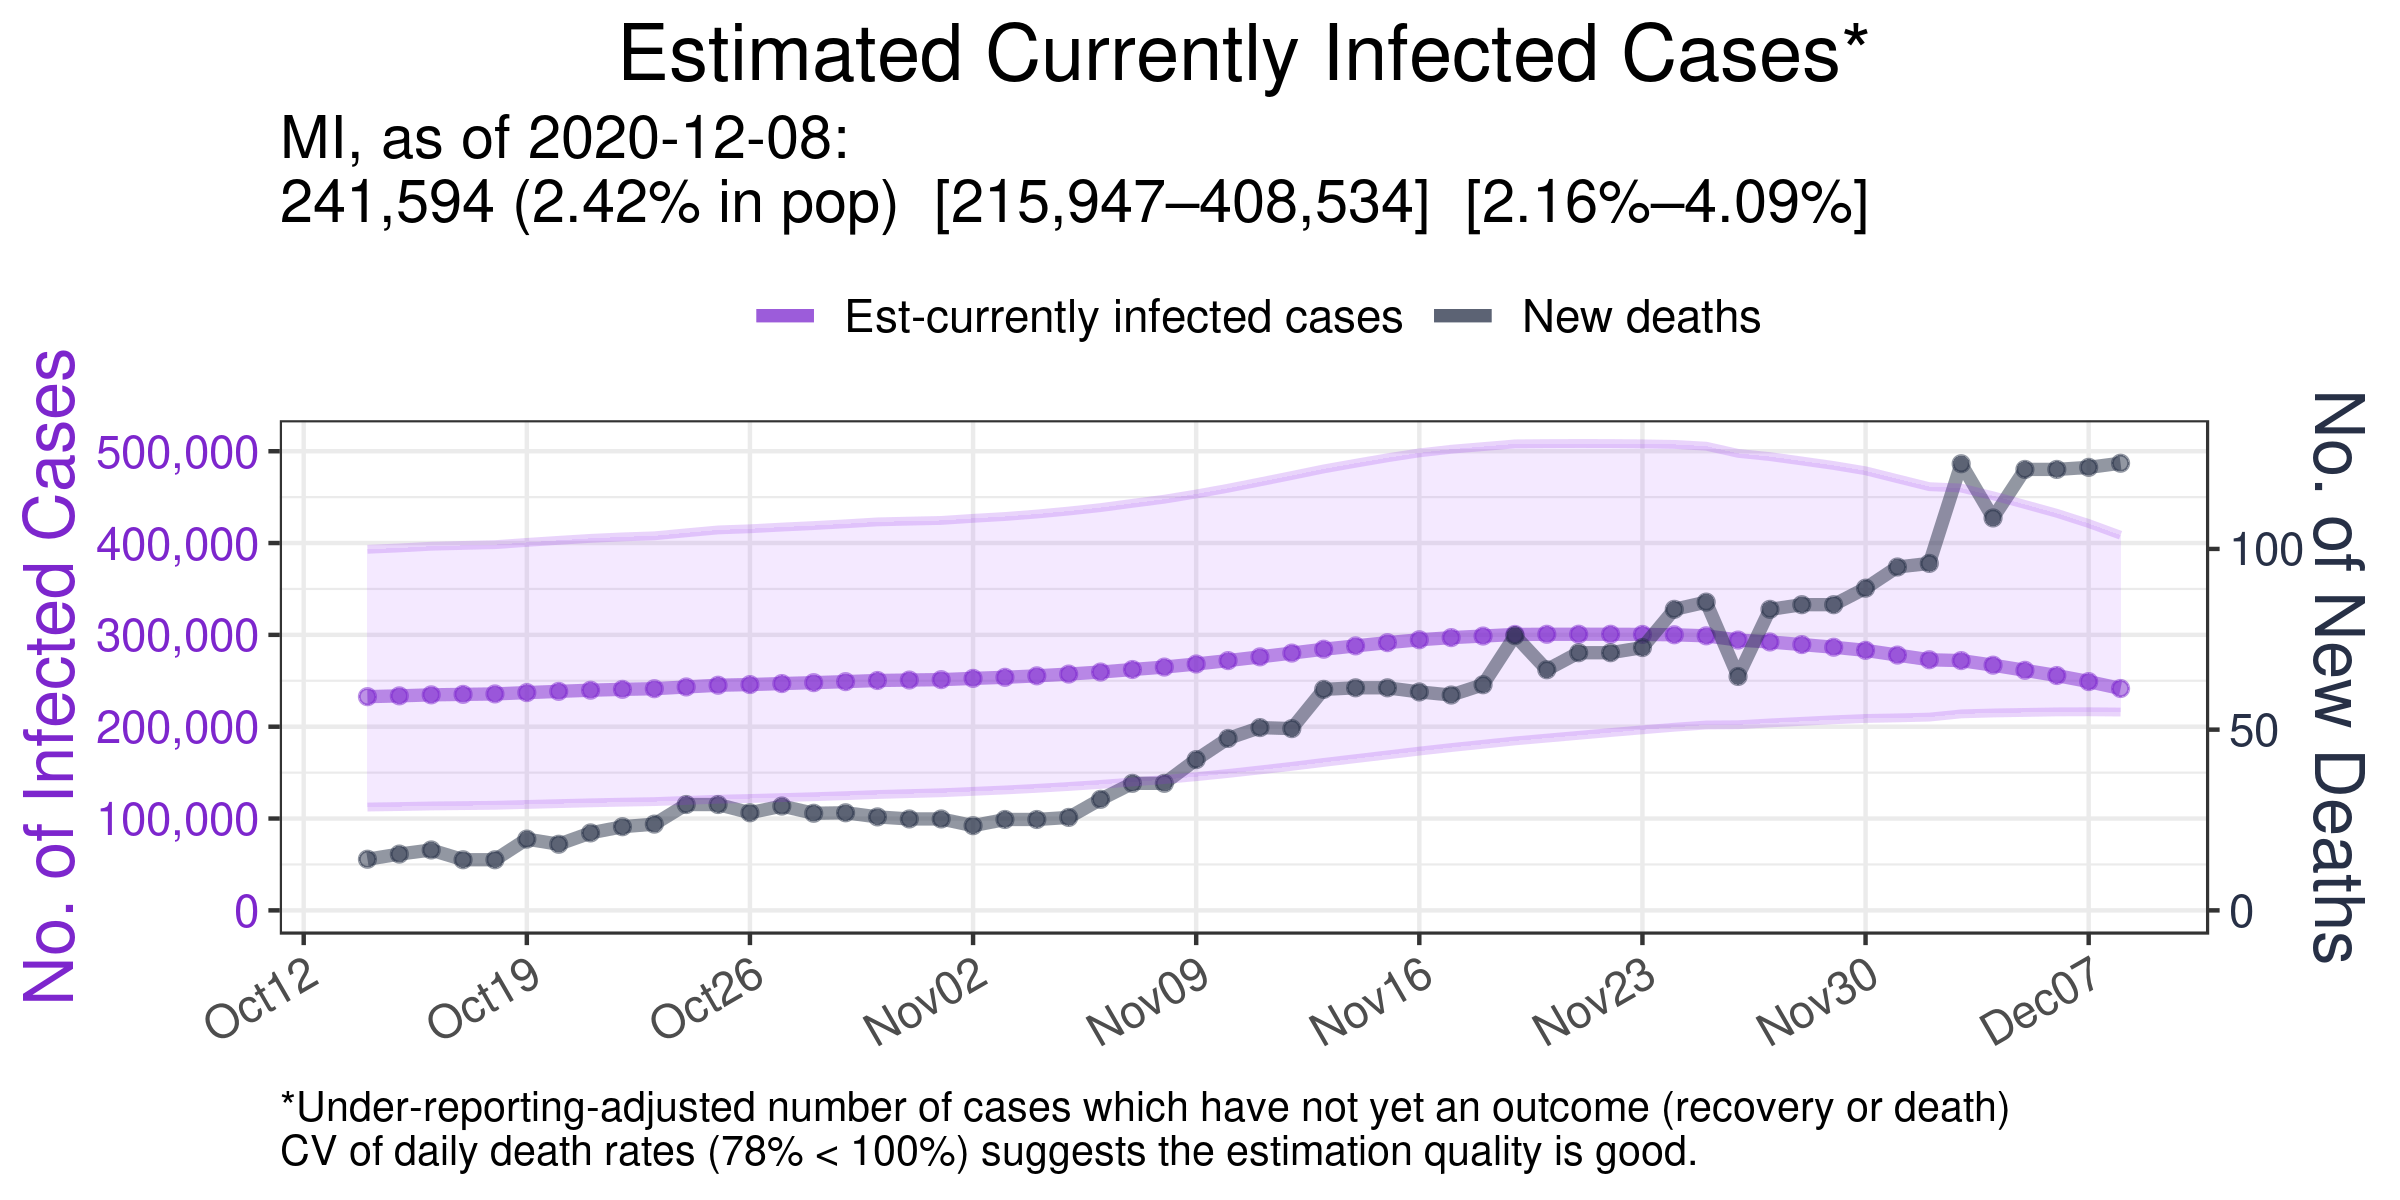 Estimated Currently Infected Cases*
MI, as of 2020-12-08:
241,594 (2.42% in pop)  [215,947–408,534]  [2.16%–4.09%]
Est-currently infected cases
New deaths
No. of Infected Cases
500,000
400,000
300,000
200,000
100,000
0
No. of New Deaths
100
50
0
Oct12
Oct19
Oct26
Nov02
Nov09
Nov16
Nov23
Nov30
Dec07
*Under-reporting-adjusted number of cases which have not yet an outcome (recovery or death)
CV of daily death rates (78% < 100%) suggests the estimation quality is good.